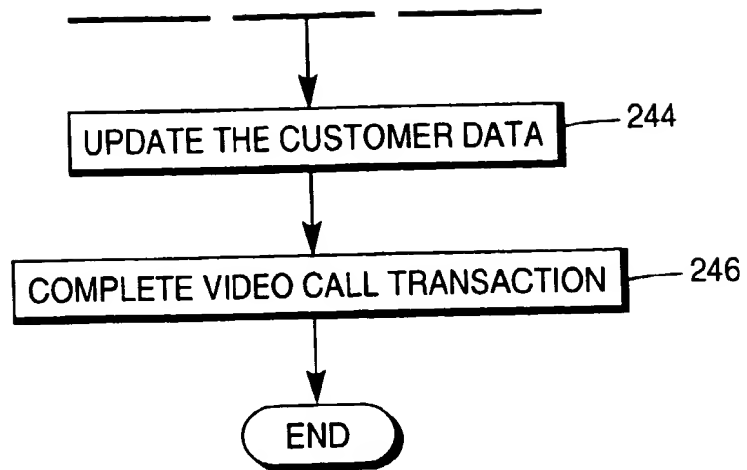 UPDATE THE CUSTOMER DATA
244
COMPLETE VIDEO CALL TRANSACTION
246
END